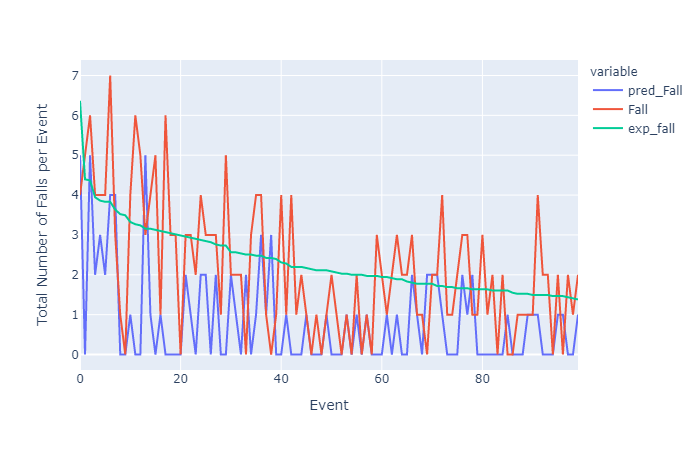 variable
pred_Fall
Fall
exp_fall
Total Number of Falls per Event
7
6
5
4
3
2
1
0
0 20 40 60 80
Event